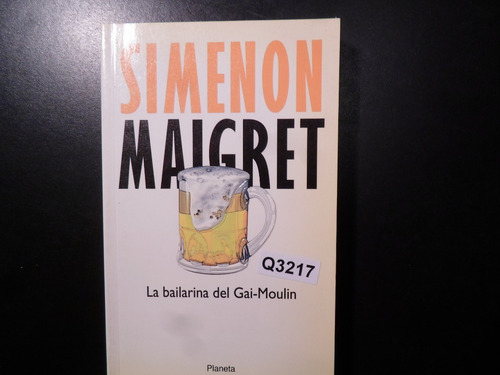 SIMENON
MAIGRET
Q3217
La bailarina del Gai-Moulin
Planeta